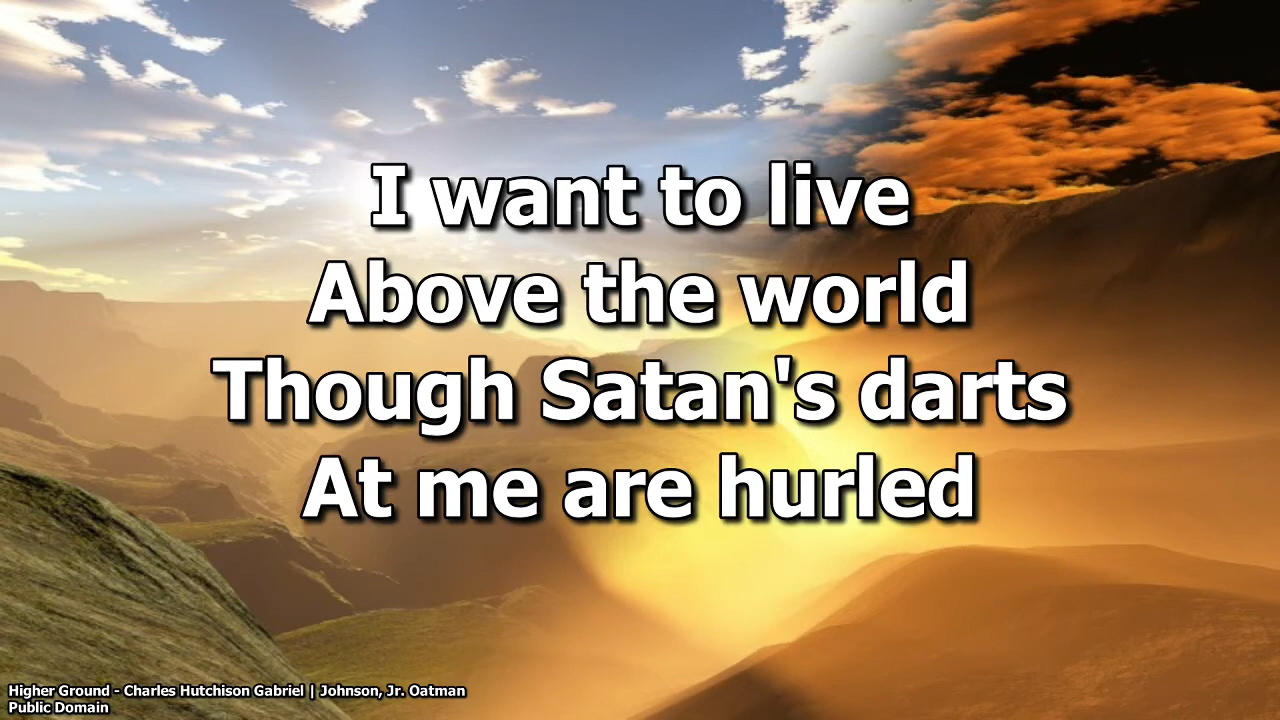 I want to live
Above the world
Though Satan's darts
At me are hurled
Higher Ground - Charles Hutchison Gabriel | Johnson, Jr. Oatman
Public Domain